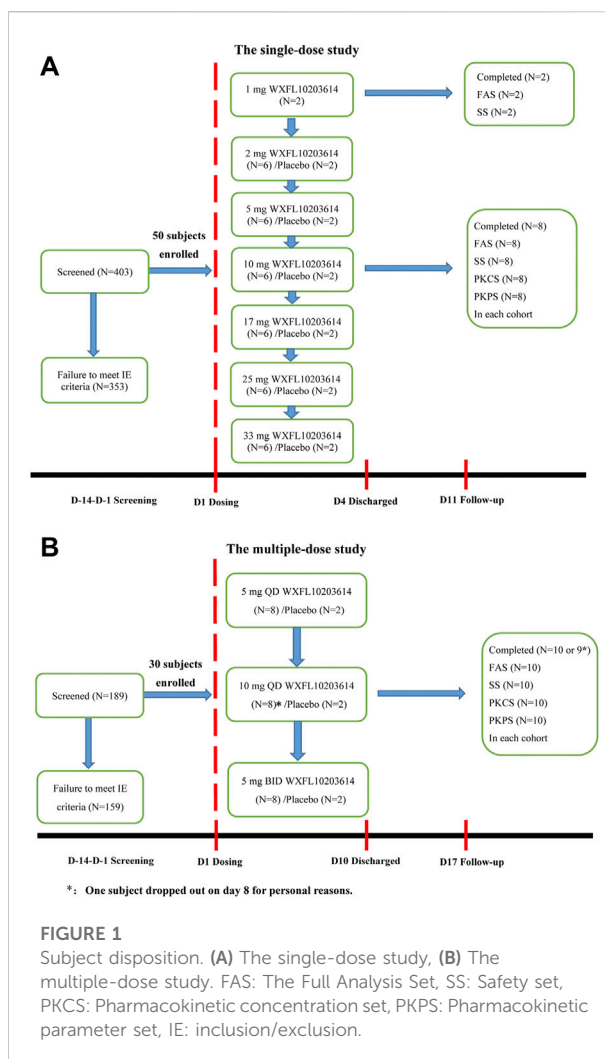 A
The single-dose study
1 mg WXFL10203614
(N=2)
Completed (N=2)
FAS (N=2)
SS (N=2)
2 mg WXFL10203614
(N=6) /Placebo (N=2)
5 mg WXFL10203614
(N=6) /Placebo (N=2)
50 subjects
enrolled
Screened (N=403)
10 mg WXFL10203614
(N=6) /Placebo (N=2)
Completed (N=8)
FAS (N=8)
SS (N=8)
PKCS (N=8)
PKPS (N=8)
In each cohort
17 mg WXFL10203614
(N=6) /Placebo (N=2)
Failure to meet IE
criteria (N=353)
25 mg WXFL10203614
(N=6) /Placebo (N=2)
33 mg WXFL10203614
(N=6) /Placebo (N=2)
D-14-D-1 Screening
D1 Dosing
D4 Discharged
D11 Follow-up
B
The multiple-dose study
5 mg QD WXFL10203614
(N=8) /Placebo (N=2)
30 subjects
enrolled
Screened (N=189)
10 mg QD WXFL10203614
(N=8)* /Placebo (N=2)
Completed (N=10 or 9*)
FAS (N=10)
SS (N=10)
PKCS (N=10)
PKPS (N=10)
In each cohort
Failure to meet IE
criteria (N=159)
5 mg BID WXFL10203614
(N=8) /Placebo (N=2)
D-14-D-1 Screening
D1 Dosing
D10 Discharged
D17 Follow-up
*： One subject dropped out on day 8 for personal reasons.
FIGURE 1
Subject disposition. (A) The single-dose study, (B) The
multiple-dose study. FAS: The Full Analysis Set, SS: Safety set,
PKCS: Pharmacokinetic concentration set, PKPS: Pharmacokinetic
parameter set, IE: inclusion/exclusion.